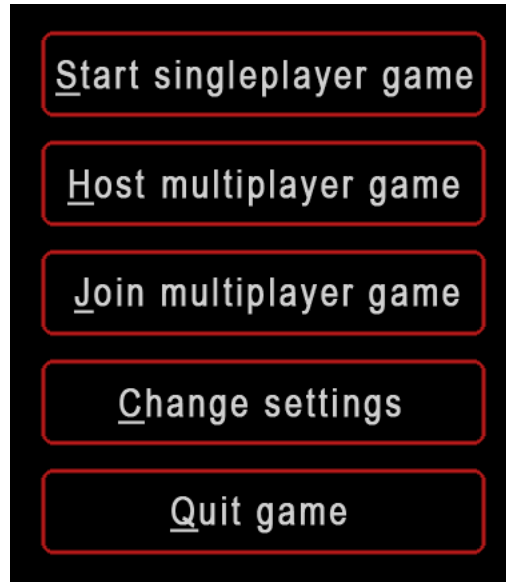 Start singleplayer game
Host multiplayer game
Join multiplayer game
Change settings
Quit game